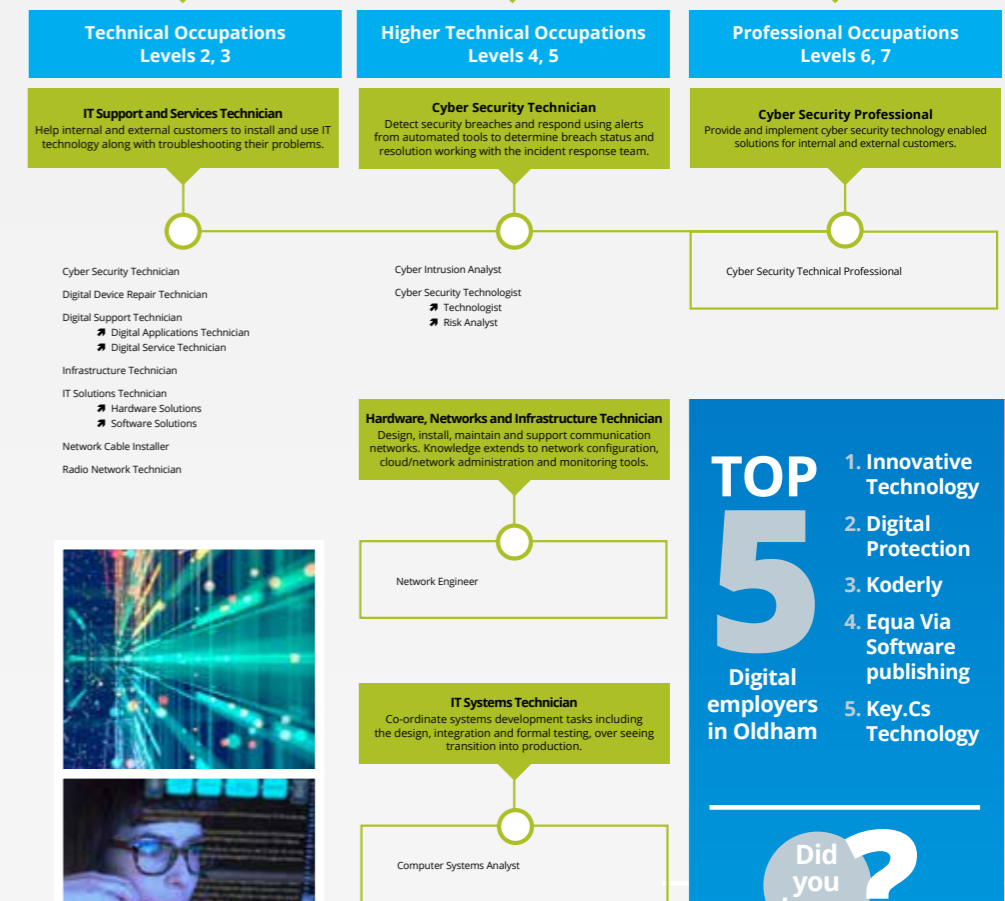 Technical Occupations
Levels 2, 3
IT Support and Services Technician
Help internal and external customers to install and use IT
technology along with troubleshooting their problems.
Cyber Security Technician
Digital Device Repair Technician
Digital Support Technician
Digital Applications Technician
Digital Service Technician
Infrastructure Technician
IT Solutions Technician
Hardware Solutions
Software Solutions
Network Cable Installer
Radio Network Technician
Higher Technical Occupations
Levels 4, 5
Cyber Security Technician
Detect security breaches and respond using alerts
from automated tools to determine breach status and
resolution working with the incident response team.
Cyber Intrusion Analyst
Cyber Security Technologist
Technologist
Risk Analyst
Hardware, Networks and Infrastructure Technician
Design, install, maintain and support communication
networks. Knowledge extends to network configuration,
cloud/network administration and monitoring tools.
Network Engineer
IT Systems Technician
Co-ordinate systems development tasks including
the design, integration and formal testing, over seeing
transition into production.
Computer Systems Analyst
Professional Occupations
Levels 6, 7
Cyber Security Professional
Provide and implement cyber security technology enabled
solutions for internal and external customers.
Cyber Security Technical Professional
TOP
5
Digital
employers
in Oldham
1. Innovative
Technology
2. Digital
Protection
3. Koderly
4. Equa Via
Software
publishing
5. Key.Cs
Technology
Did
you
?